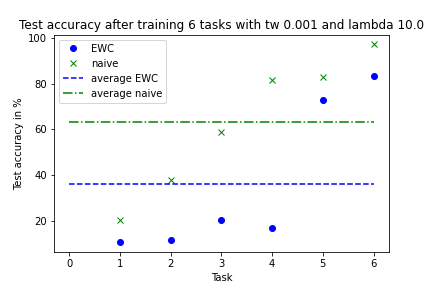 Test accuracy after training 6 tasks with tw 0.001 and lambda 10.0
EWC
naive
average EWC
average naive
Test accuracy in %
100
80
60
40
20
0 1 2 3 4 5 6
Task